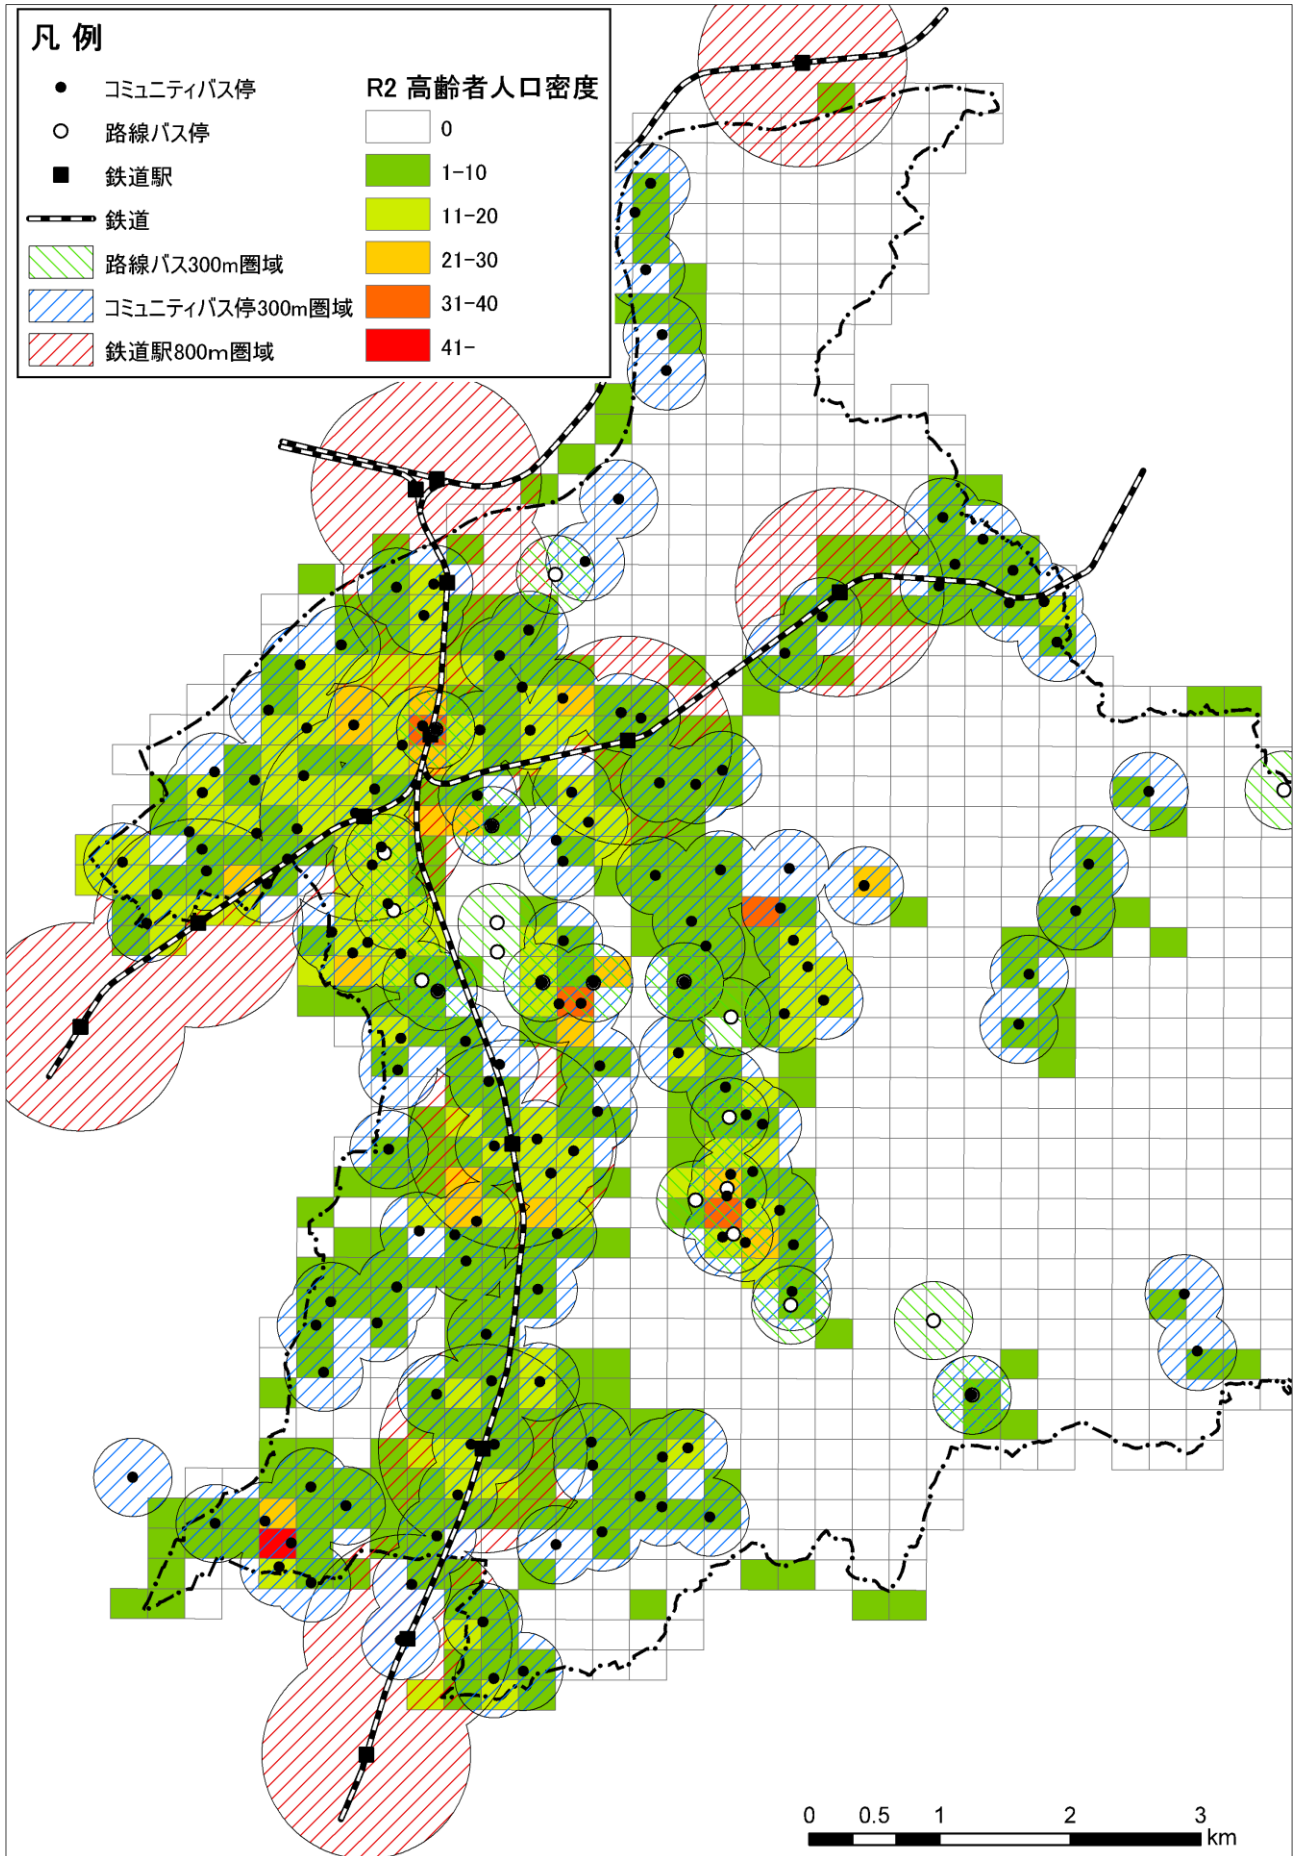 凡 例
コミュニティバス停
路線バス停
鉄道駅
鉄道
路線バス300m圏域
コミュニティバス停300m圏域
鉄道駅800m圏域
R2 高齢者人口密度
0
1-10
11-20
21-30
31-40
41-
0 0.5 1 2 3
km